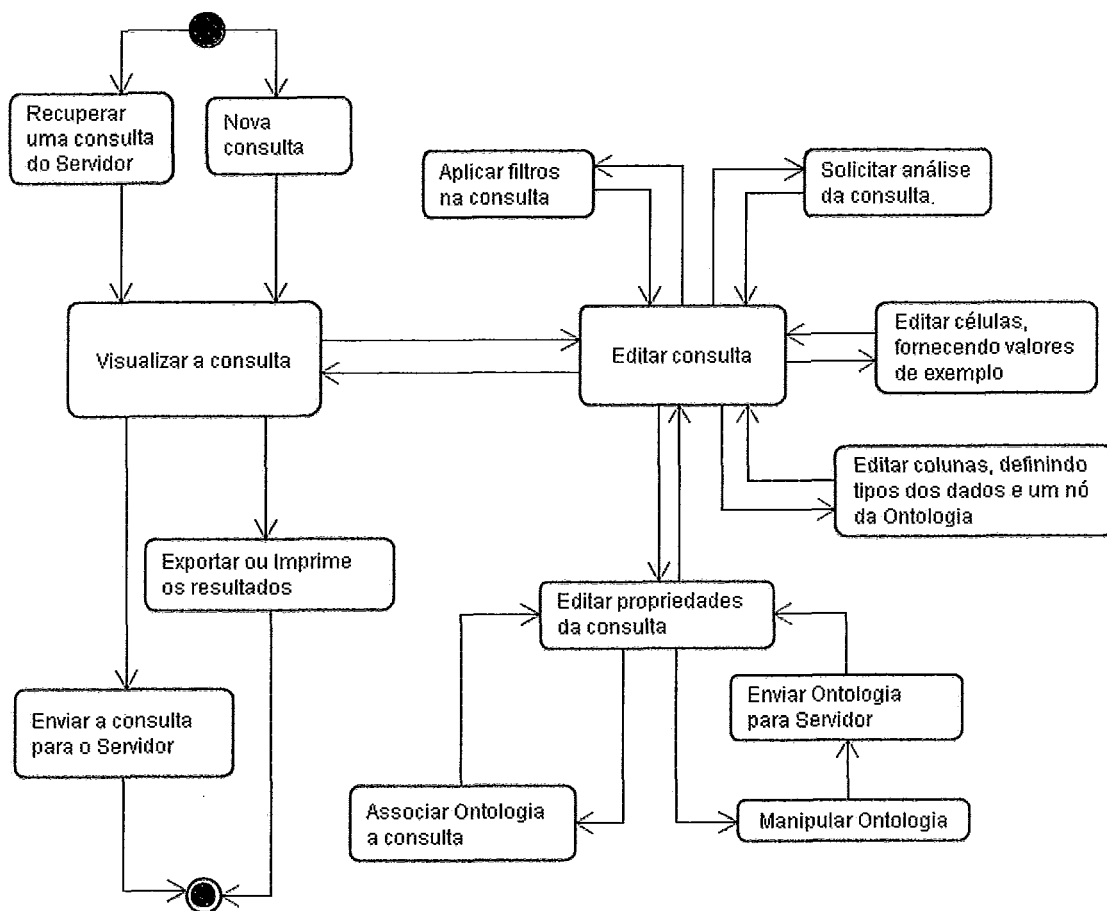 Recuperar
uma consulta
do Servidor
Nova
consulta
Aplicar filtros
na consulta
Solicitar análise
da consulta.
Visualizar a consulta
Editar consulta
Editar células,
fornecendo valores
de exemplo
Editar colunas, definindo
tipos dos dados e um nó
da Ontologia
Exportar ou Imprime
os resultados
Editar propriedades
da consulta
Enviar a consulta
para o Servidor
Enviar Ontologia
para Servidor
Associar Ontologia
a consulta
Manipular Ontologia